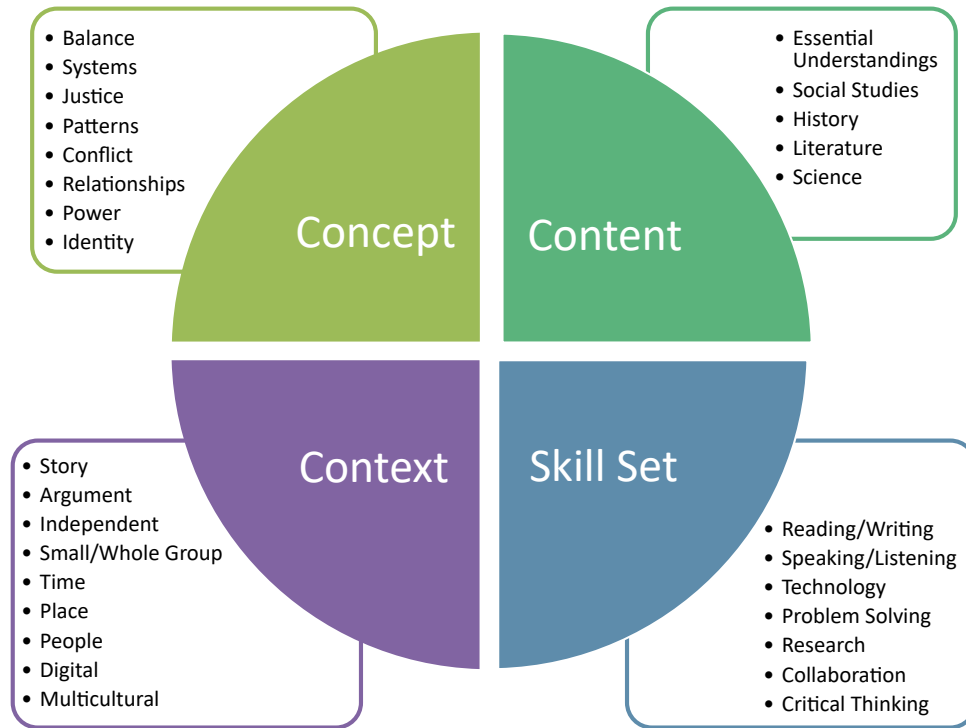 • Balance
• Systems
• Justice
• Patterns
• Conflict
• Relationships
• Power
• Identity
Concept
• Essential
Understandings
• Social Studies
• History
• Literature
• Science
Content
Context
• Story
• Argument
• Independent
• Small/Whole Group
• Time
• Place
• People
• Digital
• Multicultural
Skill Set
• Reading/Writing
• Speaking/Listening
• Technology
• Problem Solving
• Research
• Collaboration
• Critical Thinking